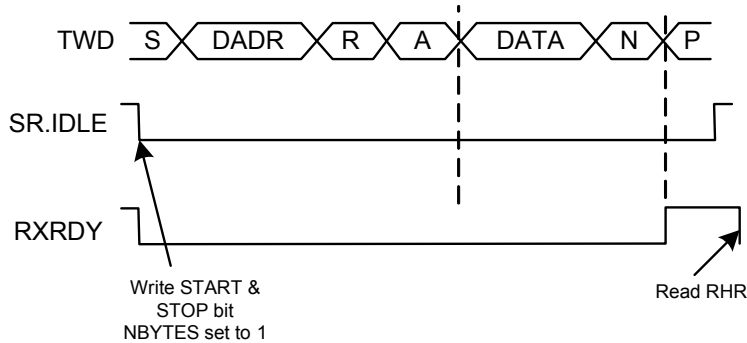 TWD S DADR R A DATA N P
SR.IDLE
RXRDY
Write START &
STOP bit
NBYTES set to 1
Read RHR